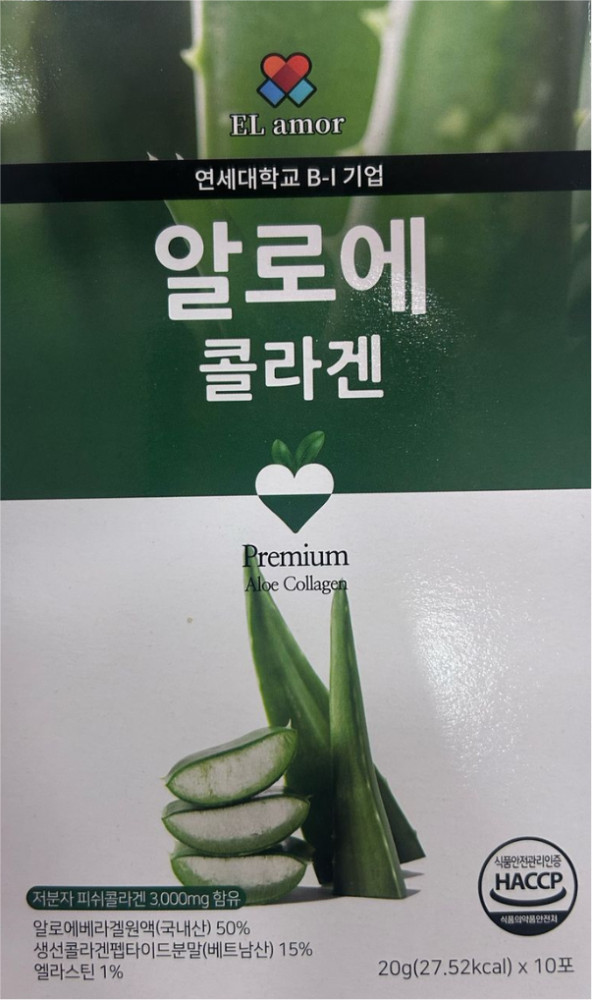 EL amor
연세대학교 B-I 기업
알로에
콜라겐
Premium
Aloe Collagen
저분자 피쉬콜라겐 3,000mg 함유
알로에베라겔원액(국내산) 50%
생선콜라겐펩타이드분말(베트남산) 15%
엘라스틴 1%
식품안전관리인증
HACCP
식품의약품안전처
20g(27.52kcal) x 10포